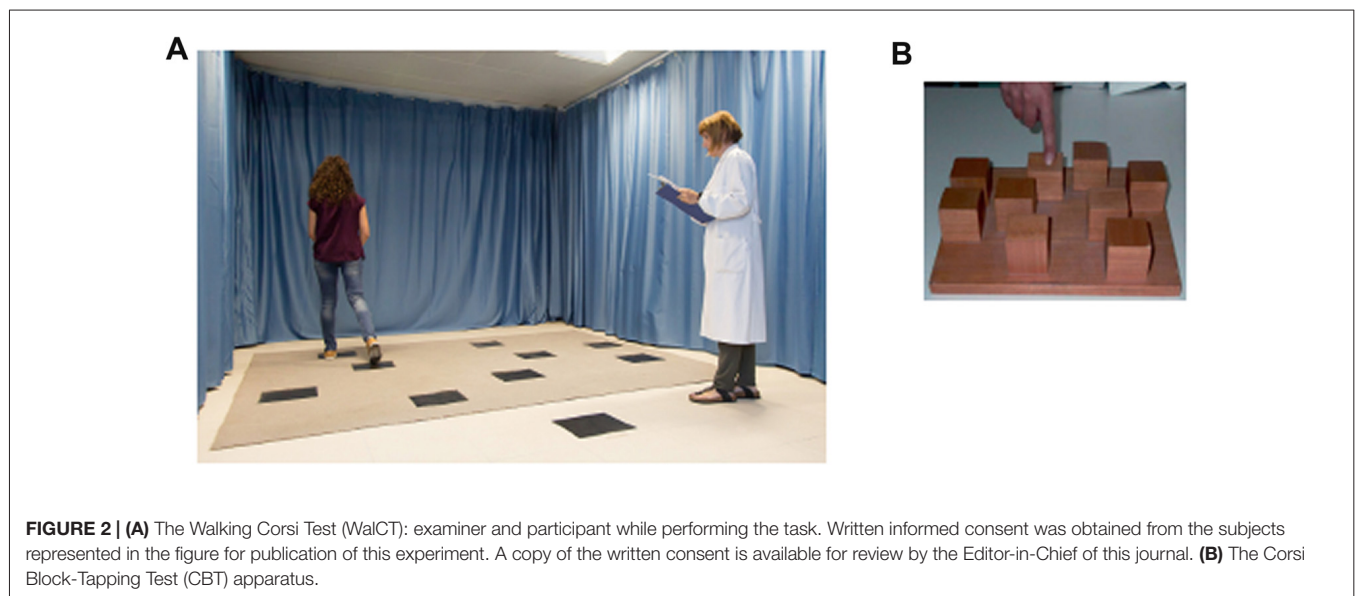 A
B
FIGURE 2 | (A) The Walking Corsi Test (WalCT): examiner and participant while performing the task. Written informed consent was obtained from the subjects
represented in the figure for publication of this experiment. A copy of the written consent is available for review by the Editor-in-Chief of this journal. (B) The Corsi
Block-Tapping Test (CBT) apparatus.